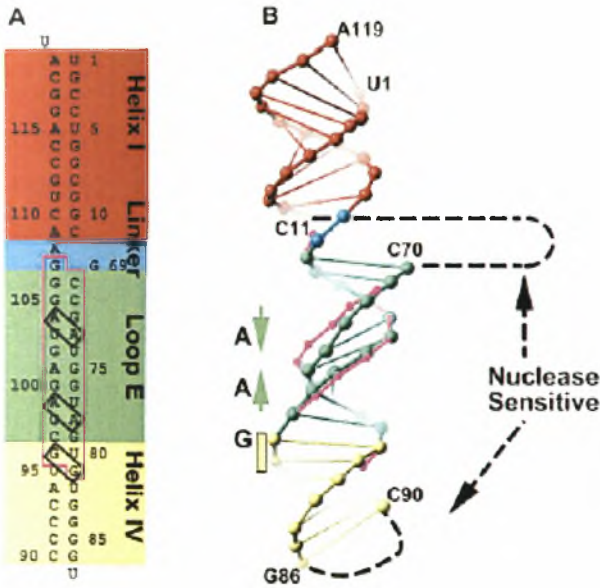 A
U
A U 1
C G
G C
G C
115 A U 5
C G
C G
G C
U G
110 C G 10
A C
A
G G 69
G C
105 G C
A G
U A
G U
A G 75
100 G G
A U
G A
C G
G U 80
95 U G
A U
C G
C G
C G 85
90 C G
U
Helix I
Linker
Loop E
Helix IV
B
A119
U1
C11
C70
A
A
G
Nuclease
Sensitive
C90
G86